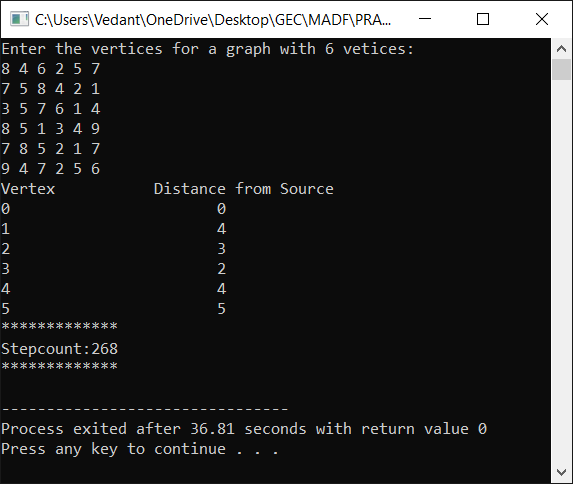 C:\Users\Vedant\OneDrive\Desktop\GEC\MADF\PRA...
Enter the vertices for a graph with 6 vetices:
8 4 6 2 5 7
7 5 8 4 2 1
3 5 7 6 1 4
8 5 1 3 4 9
7 8 5 2 1 7
9 4 7 2 5 6
Vertex           Distance from Source
0                       0
1                       4
2                       3
3                       2
4                       4
5                       5
*************
Stepcount:268
*************
--------------------------------
Process exited after 36.81 seconds with return value 0
Press any key to continue . . .